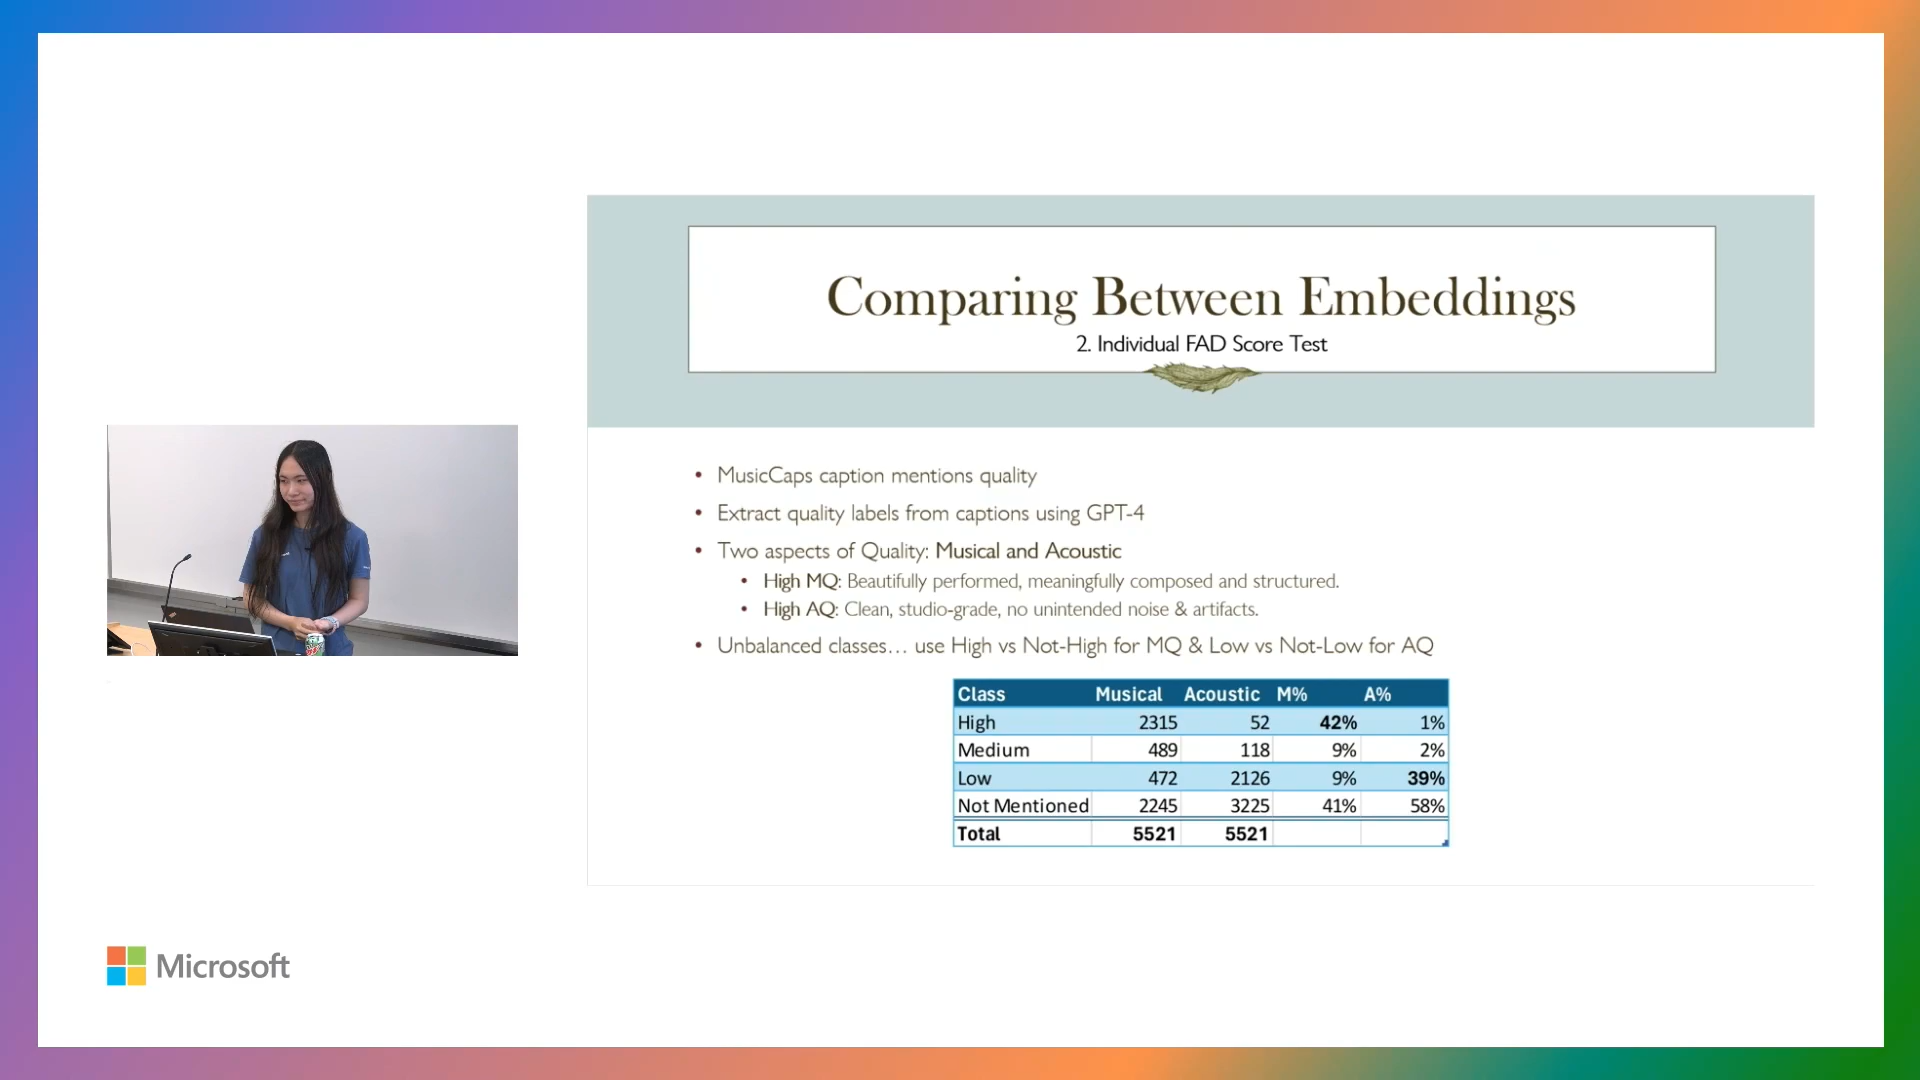 Comparing Between Embeddings
2. Individual FAD Score Test
• MusicCaps caption mentions quality
• Extract quality labels from captions using GPT-4
• Two aspects of Quality: Musical and Acoustic
• High MQ: Beautifully performed, meaningfully composed and structured.
• High AQ: Clean, studio-grade, no unintended noise & artifacts.
• Unbalanced classes… use High vs Not-High for MQ & Low vs Not-Low for AQ
Class Musical Acoustic M% A%
High 2315 52 42% 1%
Medium 489 118 9% 2%
Low 472 2126 9% 39%
Not Mentioned 2245 3225 41% 58%
Total 5521 5521
Microsoft